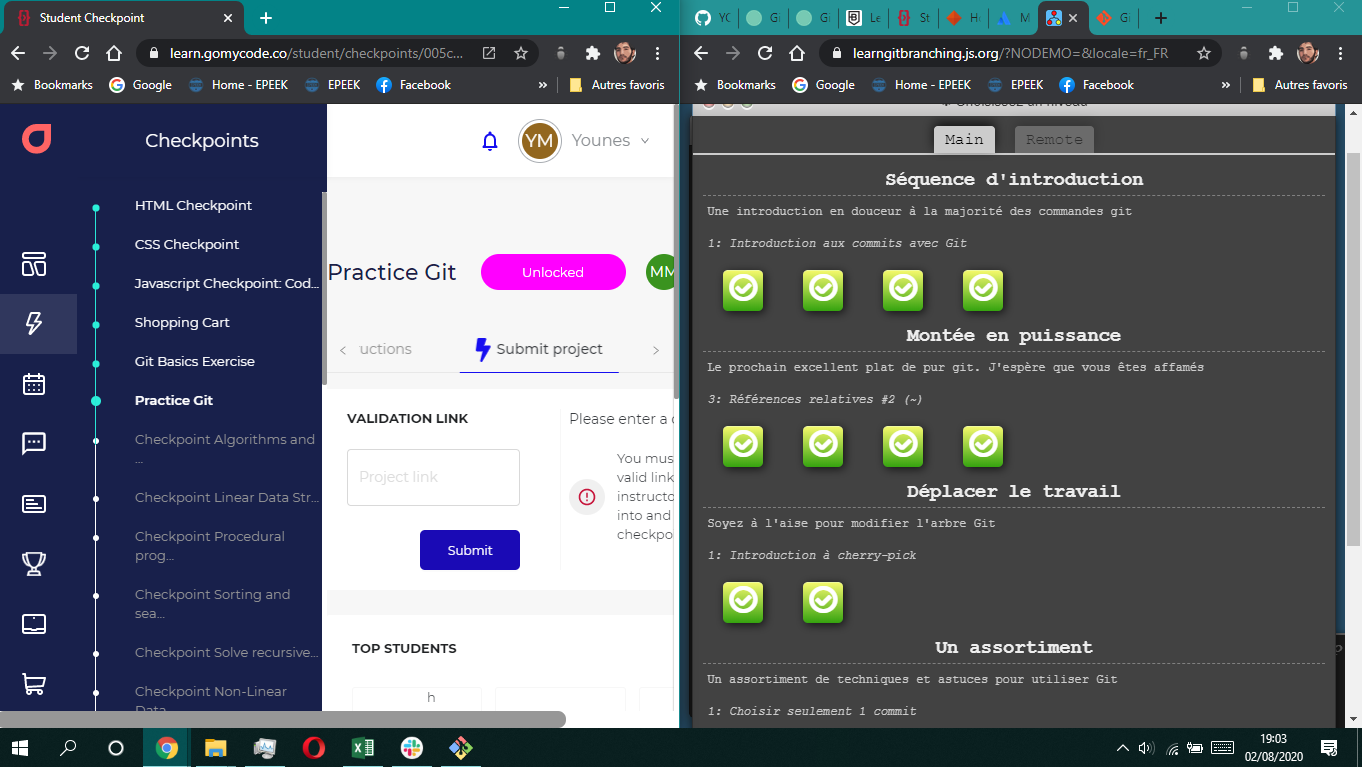 Student Checkpoint
learn.gomycode.co/student/checkpoints/005c...
Bookmarks
Google
Home - EPEEK
EPEEK
Facebook
»
Autres favoris
Checkpoints
HTML Checkpoint
CSS Checkpoint
Javascript Checkpoint: Cod...
Shopping Cart
Git Basics Exercise
Practice Git
Checkpoint Algorithms and
...
Checkpoint Linear Data Str...
Checkpoint Procedural
prog...
Checkpoint Sorting and
sea...
Checkpoint Solve recursive...
Checkpoint Non-Linear
Data
YM
Younes
Practice Git
Unlocked
MM
uctions
Submit project
VALIDATION LINK
Project link
Submit
Please enter a c
You mus
valid link
instructo
into and
checkpo
TOP STUDENTS
h
YC
Gi
Gi
Le
St
H
M
Gi
learngitbranching.js.org/?NODEMO=&locale=fr_FR
Bookmarks
Google
Home - EPEEK
EPEEK
Facebook
»
Autres favoris
Choisissez un niveau
Main
Remote
Séquence d'introduction
Une introduction en douceur à la majorité des commandes git
1: Introduction aux commits avec Git
Montée en puissance
Le prochain excellent plat de pur git. J'espère que vous êtes affamés
3: Références relatives #2 (~)
Déplacer le travail
Soyez à l'aise pour modifier l'arbre Git
1: Introduction à cherry-pick
Un assortiment
Un assortiment de techniques et astuces pour utiliser Git
1: Choisir seulement 1 commit
19:03
02/08/2020